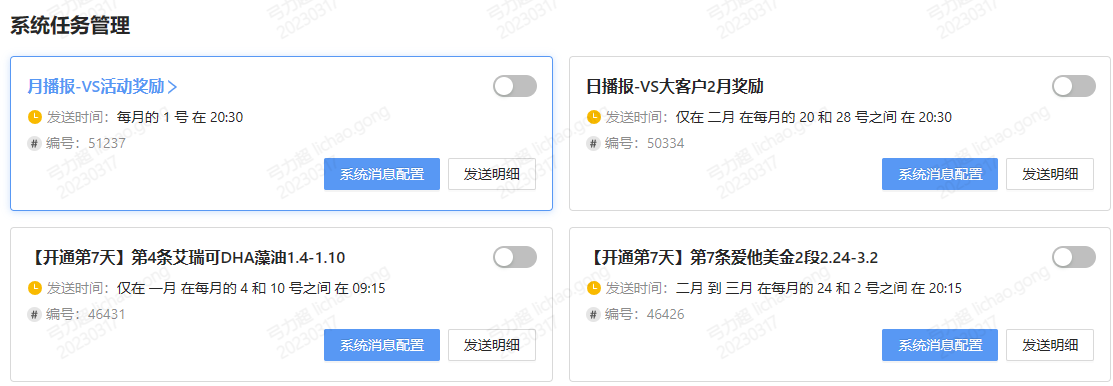 系统任务管理
月播报-VS活动奖励
发送时间：每月的 1 号 在 20:30
# 编号：51237
系统消息配置 发送明细
日播报-VS大客户2月奖励
发送时间：仅在 二月 在每月的 20 和 28 号之间 在 20:30
# 编号：50334
系统消息配置 发送明细
【开通第7天】第4条艾瑞可DHA藻油1.4-1.10
发送时间：仅在 一月 在每月的 4 和 10 号之间 在 09:15
# 编号：46431
系统消息配置 发送明细
【开通第7天】第7条爱他美金2段2.24-3.2
发送时间：二月 到 三月 在每月的 24 和 2 号之间 在 20:15
# 编号：46426
系统消息配置 发送明细
弓力超 lichao.gong
20230317